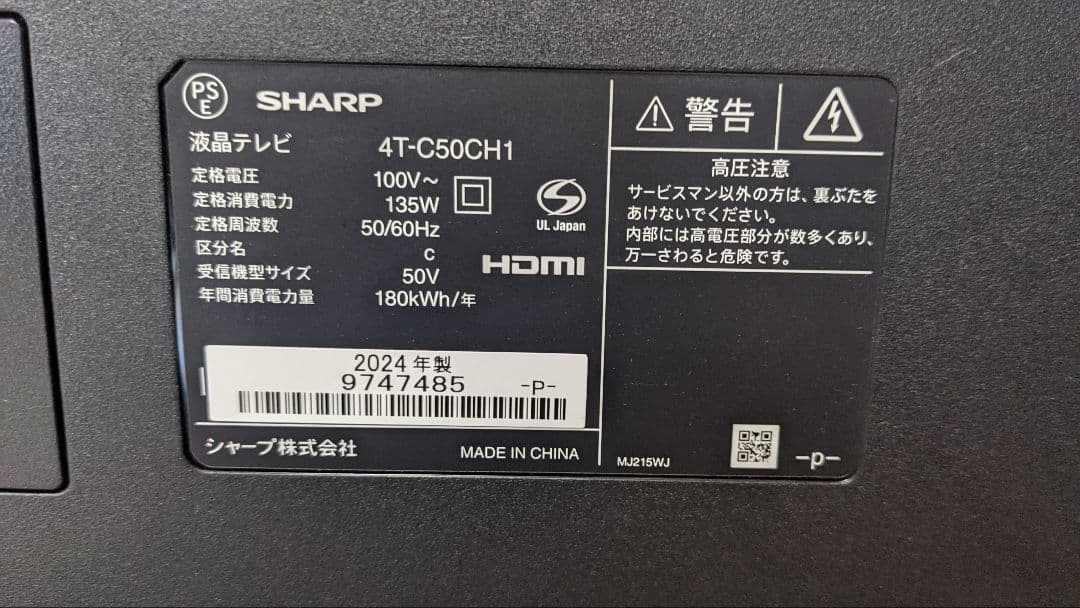 PS
E
SHARP
液晶テレビ 4T-C50CH1
定格電圧 100V~
定格消費電力 135W
定格周波数 50/60Hz
区分名 c
受信機型サイズ 50V
年間消費電力量 180kWh/年
UL Japan
HDMI
2024年製
9747485 -P-
シャープ株式会社 MADE IN CHINA
警告
高圧注意
サービスマン以外の方は、裏ぶたを
あけないでください。
内部には高電圧部分が数多くあり、
万一さわると危険です。
MJ215WJ -p-